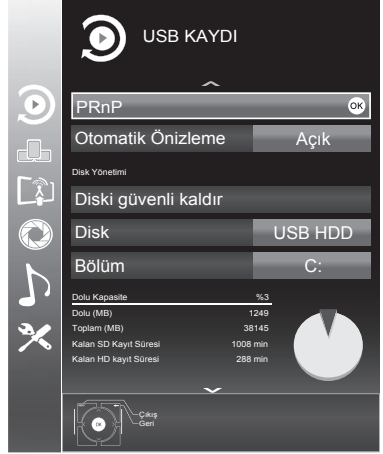 USB KAYDI
PRnP OK
Otomatik Önizleme Açık
Disk Yönetimi
Diski güvenli kaldır
Disk USB HDD
Bölüm C:
Dolu Kapasite %3
Dolu (MB) 1249
Toplam (MB) 38145
Kalan SD Kayıt Süresi 1008 min
Kalan HD kayıt Süresi 288 min
Çıkış
Geri
OK